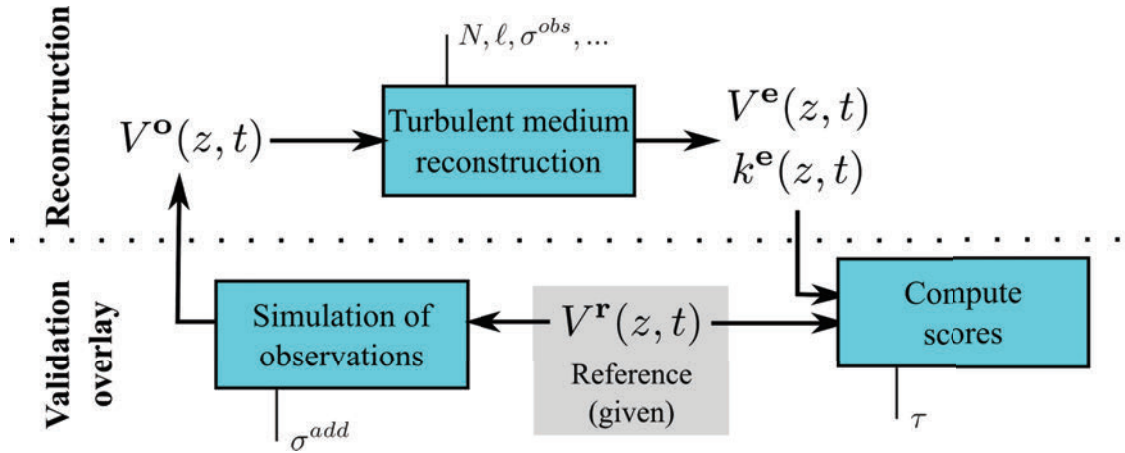 Reconstruction
N, ℓ, σ^{obs}, ...
V^o(z, t)
Turbulent medium
reconstruction
V^e(z, t)
k^e(z, t)
Validation
overlay
Simulation of
observations
σ^{add}
V^r(z, t)
Reference
(given)
Compute
scores
τ